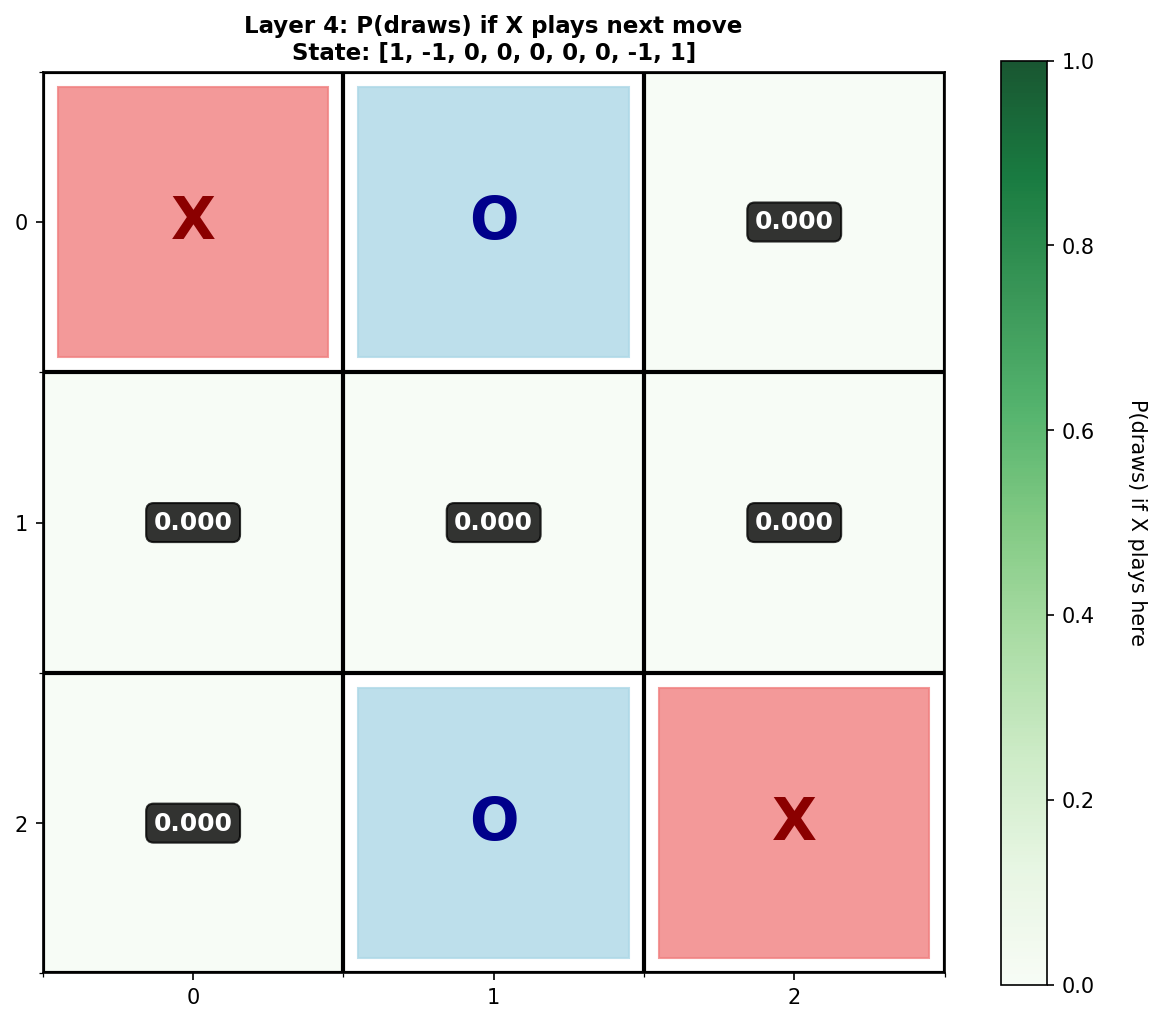 Layer 4: P(draws) if X plays next move
State: [1, -1, 0, 0, 0, 0, 0, -1, 1]
X
O
0.000
0
0.000
0.000
0.000
1
0.000
O
X
2
0
1
2
1.0
0.8
0.6
0.4
0.2
0.0
P(draws) if X plays here